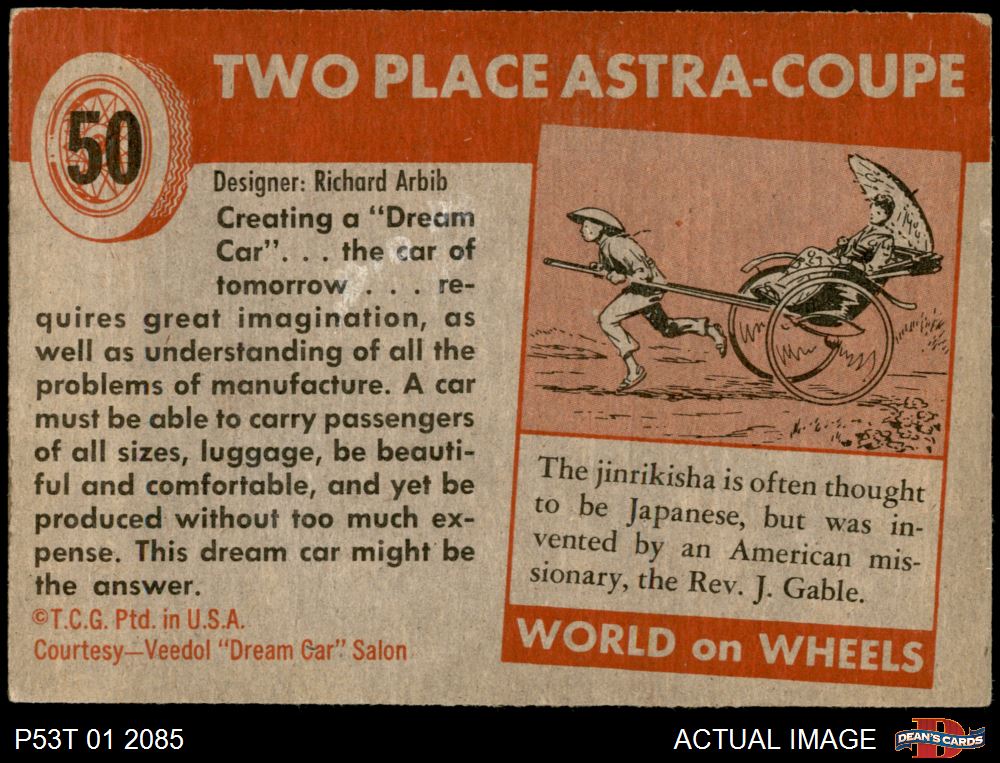 TWO PLACE ASTRA-COUPE
50
Designer: Richard Arbib
Creating a “Dream
Car”. . . the car of
tomorrow . . . re-
quires great imagination, as
well as understanding of all the
problems of manufacture. A car
must be able to carry passengers
of all sizes, luggage, be beauti-
ful and comfortable, and yet be
produced without too much ex-
pense. This dream car might be
the answer.
©T.C.G. Ptd. in U.S.A.
Courtesy—Veedol “Dream Car” Salon
The jinrikisha is often thought
to be Japanese, but was in-
vented by an American mis-
sionary, the Rev. J. Gable.
WORLD on WHEELS
P53T 01 2085
ACTUAL IMAGE
DEAN'S CARDS